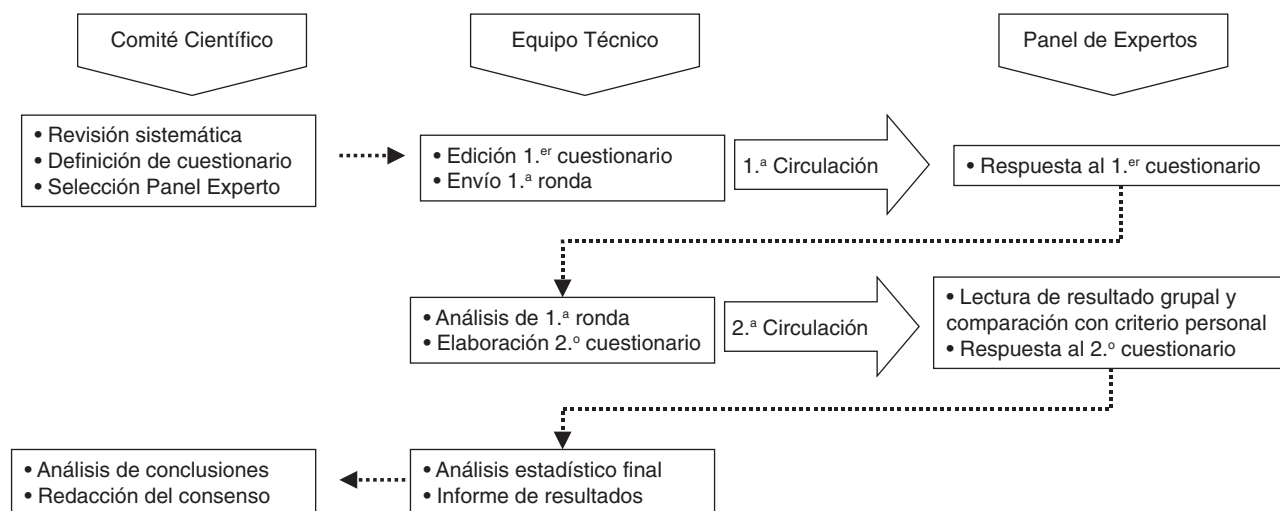 Comité Científico
Equipo Técnico
Panel de Expertos
• Revisión sistemática
• Definición de cuestionario
• Selección Panel Experto
• Edición 1.er cuestionario
• Envío 1.a ronda
1.a Circulación
• Respuesta al 1.er cuestionario
• Análisis de 1.a ronda
• Elaboración 2.o cuestionario
2.a Circulación
• Lectura de resultado grupal y
comparación con criterio personal
• Respuesta al 2.o cuestionario
• Análisis de conclusiones
• Redacción del consenso
• Análisis estadístico final
• Informe de resultados